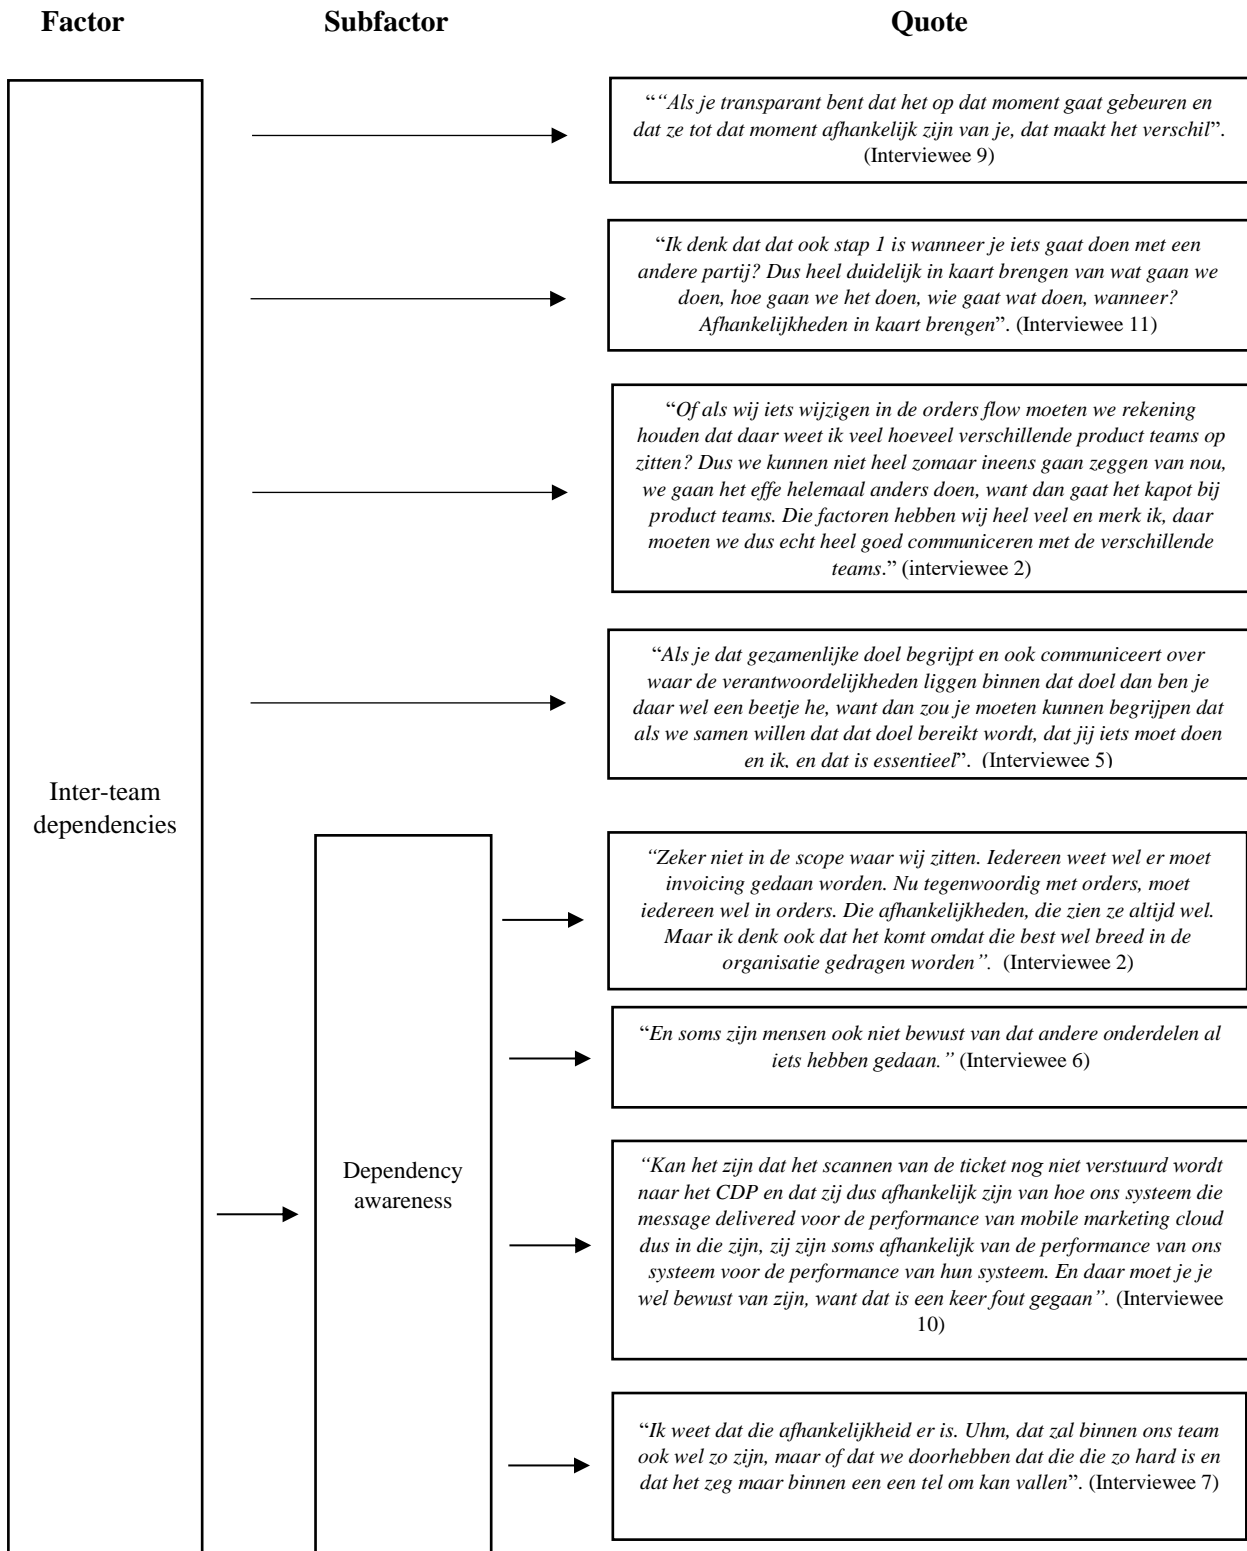 Factor
Subfactor
Quote
““Als je transparant bent dat het op dat moment gaat gebeuren en
dat ze tot dat moment afhankelijk zijn van je, dat maakt het verschil”.
(Interviewee 9)
“Ik denk dat dat ook stap 1 is wanneer je iets gaat doen met een
andere partij? Dus heel duidelijk in kaart brengen van wat gaan we
doen, hoe gaan we het doen, wie gaat wat doen, wanneer?
Afhankelijkheden in kaart brengen”. (Interviewee 11)
“Of als wij iets wijzigen in de orders flow moeten we rekening
houden dat daar weet ik veel hoeveel verschillende product teams op
zitten? Dus we kunnen niet heel zomaar ineens gaan zeggen van nou,
we gaan het effe helemaal anders doen, want dan gaat het kapot bij
product teams. Die factoren hebben wij heel veel en merk ik, daar
moeten we dus echt heel goed communiceren met de verschillende
teams.” (interviewee 2)
“Als je dat gezamenlijke doel begrijpt en ook communiceert over
waar de verantwoordelijkheden liggen binnen dat doel dan ben je
daar wel een beetje he, want dan zou je moeten kunnen begrijpen dat
als we samen willen dat dat doel bereikt wordt, dat jij iets moet doen
en ik, en dat is essentieel”. (Interviewee 5)
Inter-team
dependencies
“Zeker niet in de scope waar wij zitten. Iedereen weet wel er moet
invoicing gedaan worden. Nu tegenwoordig met orders, moet
iedereen wel in orders. Die afhankelijkheden, die zien ze altijd wel.
Maar ik denk ook dat het komt omdat die best wel breed in de
organisatie gedragen worden”. (Interviewee 2)
“En soms zijn mensen ook niet bewust van dat andere onderdelen al
iets hebben gedaan.” (Interviewee 6)
Dependency
awareness
“Kan het zijn dat het scannen van de ticket nog niet verstuurd wordt
naar het CDP en dat zij dus afhankelijk zijn van hoe ons systeem die
message delivered voor de performance van mobile marketing cloud
dus in die zijn, zij zijn soms afhankelijk van de performance van ons
systeem voor de performance van hun systeem. En daar moet je je
wel bewust van zijn, want dat is een keer fout gegaan”. (Interviewee
10)
“Ik weet dat die afhankelijkheid er is. Uhm, dat zal binnen ons team
ook wel zo zijn, maar of dat we doorhebben dat die die zo hard is en
dat het zeg maar binnen een een tel om kan vallen”. (Interviewee 7)